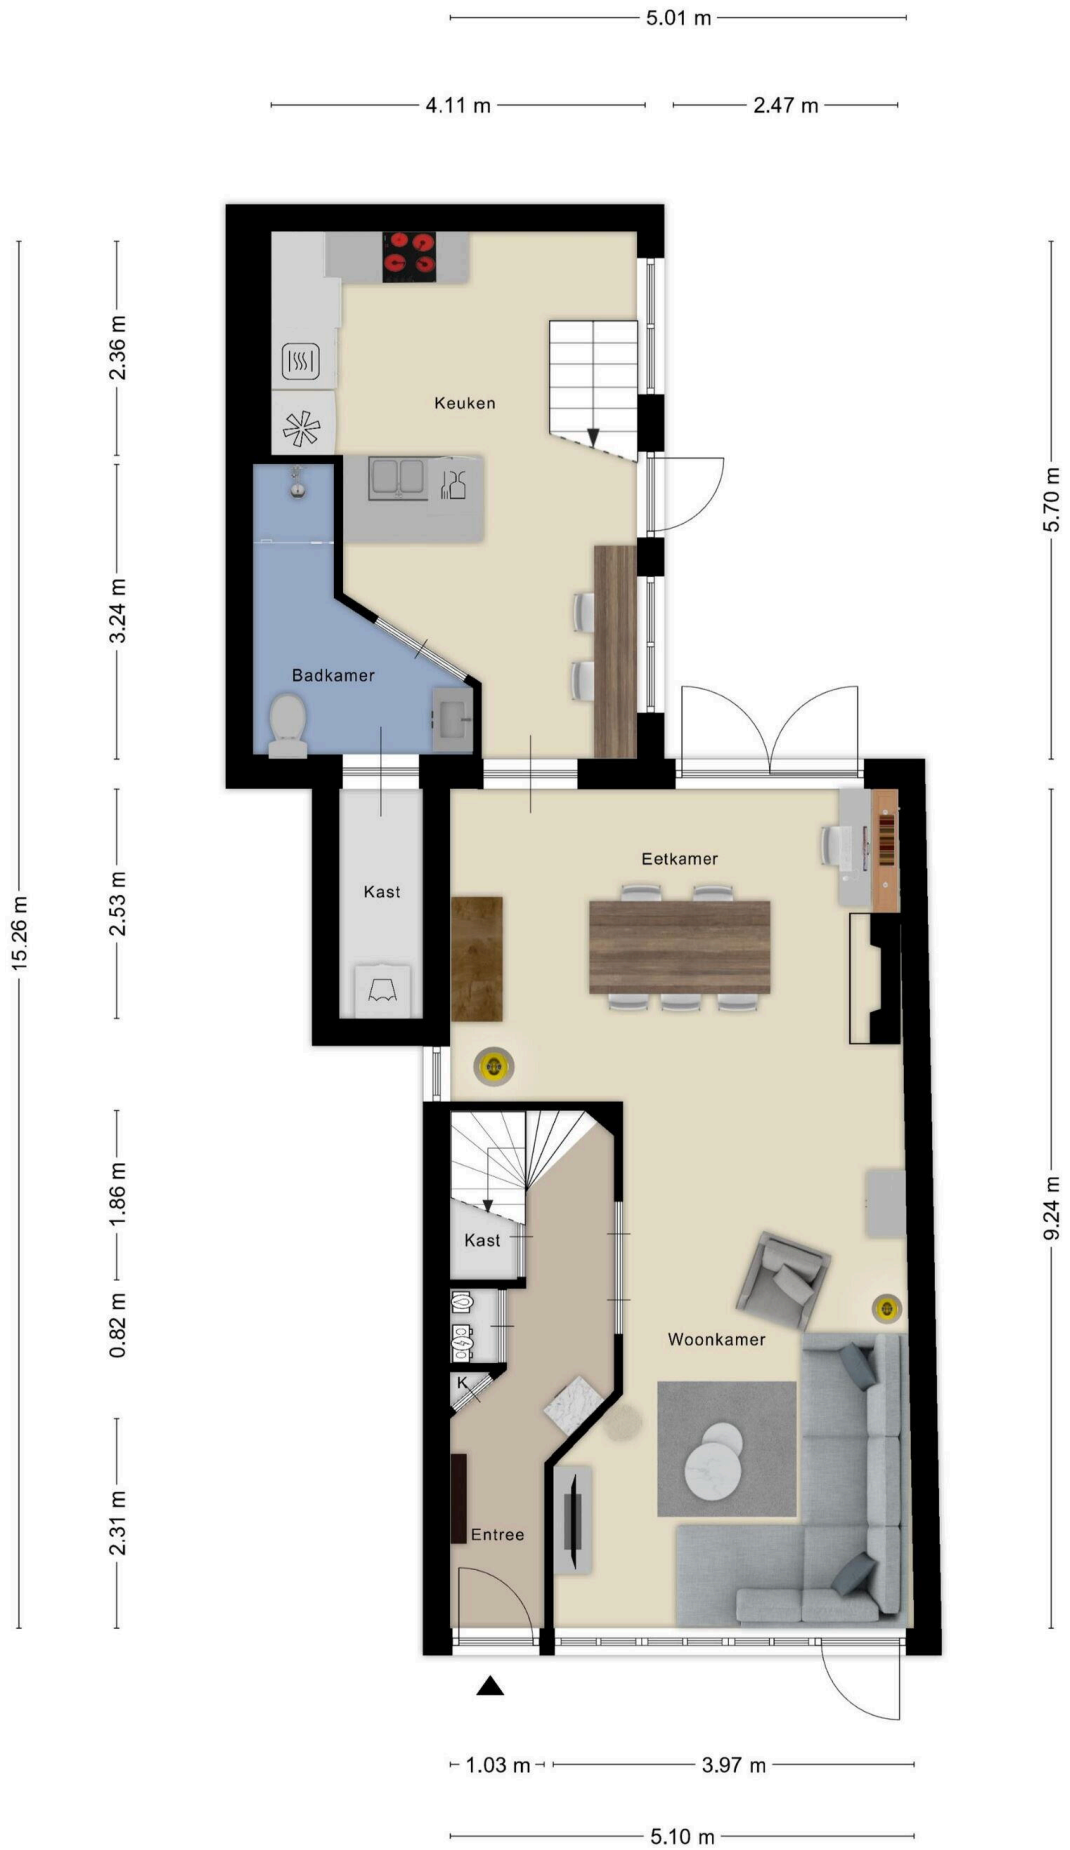 5.01 m
4.11 m
2.47 m
2.36 m
Keuken
5.70 m
3.24 m
Badkamer
Eetkamer
Kast
2.53 m
15.26 m
1.86 m
9.24 m
Kast
0.82 m
Woonkamer
K
2.31 m
Entree
1.03 m
3.97 m
5.10 m